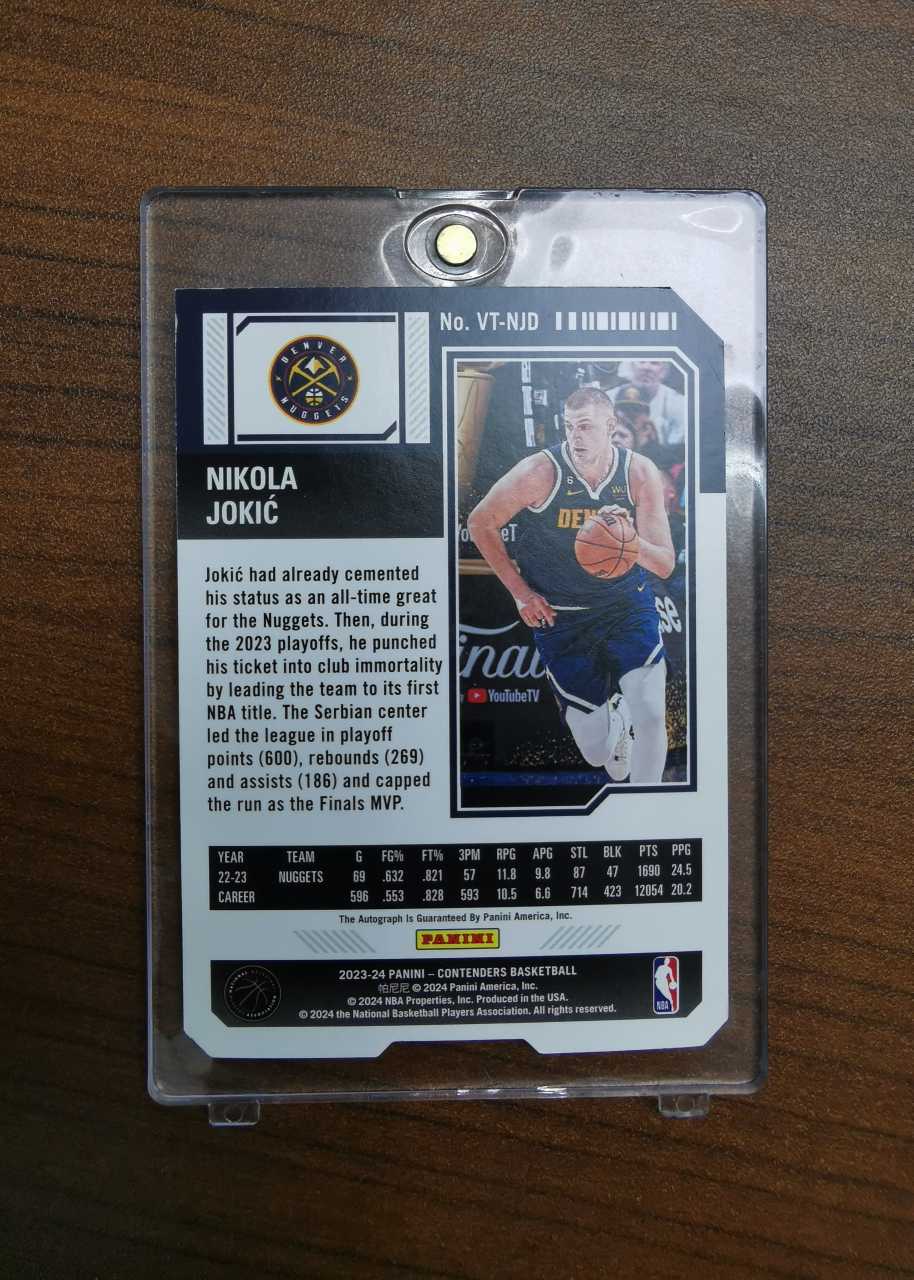 No. VT-NJD
DENVER
NUGGETS
NIKOLA
JOKIĆ
Jokić had already cemented
his status as an all-time great
for the Nuggets. Then, during
the 2023 playoffs, he punched
his ticket into club immortality
by leading the team to its first
NBA title. The Serbian center
led the league in playoff
points (600), rebounds (269)
and assists (186) and capped
the run as the Finals MVP.
6
DEN
YouTubeTV
YEAR TEAM G FG% FT% 3PM RPG APG STL BLK PTS PPG
22-23 NUGGETS 69 .632 .821 57 11.8 9.8 87 47 1690 24.5
CAREER 596 .553 .828 593 10.5 6.6 714 423 12054 20.2
The Autograph Is Guaranteed By Panini America, Inc.
PANINI
2023-24 PANINI – CONTENDERS BASKETBALL
帕尼尼 © 2024 Panini America, Inc.
© 2024 NBA Properties, Inc. Produced in the USA.
© 2024 the National Basketball Players Association. All rights reserved.
NBA